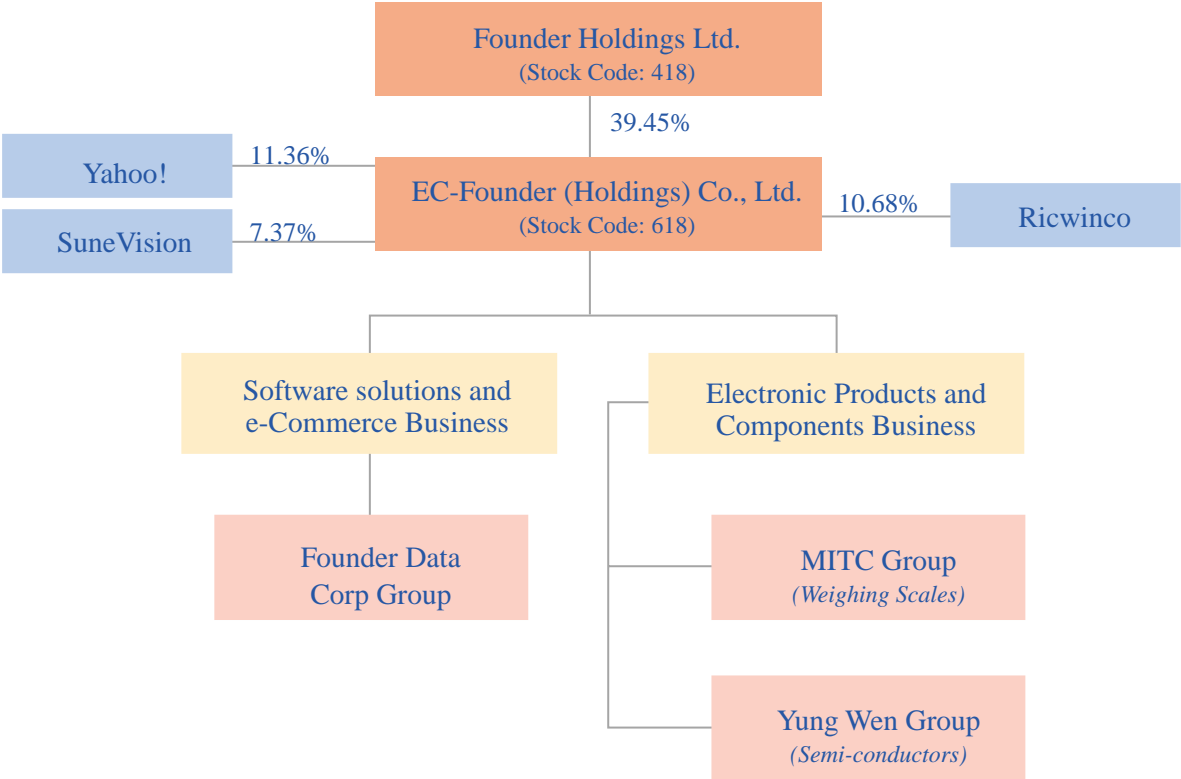 Founder Holdings Ltd.
(Stock Code: 418)
39.45%
11.36%
Yahoo!
EC-Founder (Holdings) Co., Ltd.
(Stock Code: 618)
10.68%
Ricwinco
7.37%
SuneVision
Software solutions and
e-Commerce Business
Electronic Products and
Components Business
Founder Data
Corp Group
MITC Group
(Weighing Scales)
Yung Wen Group
(Semi-conductors)